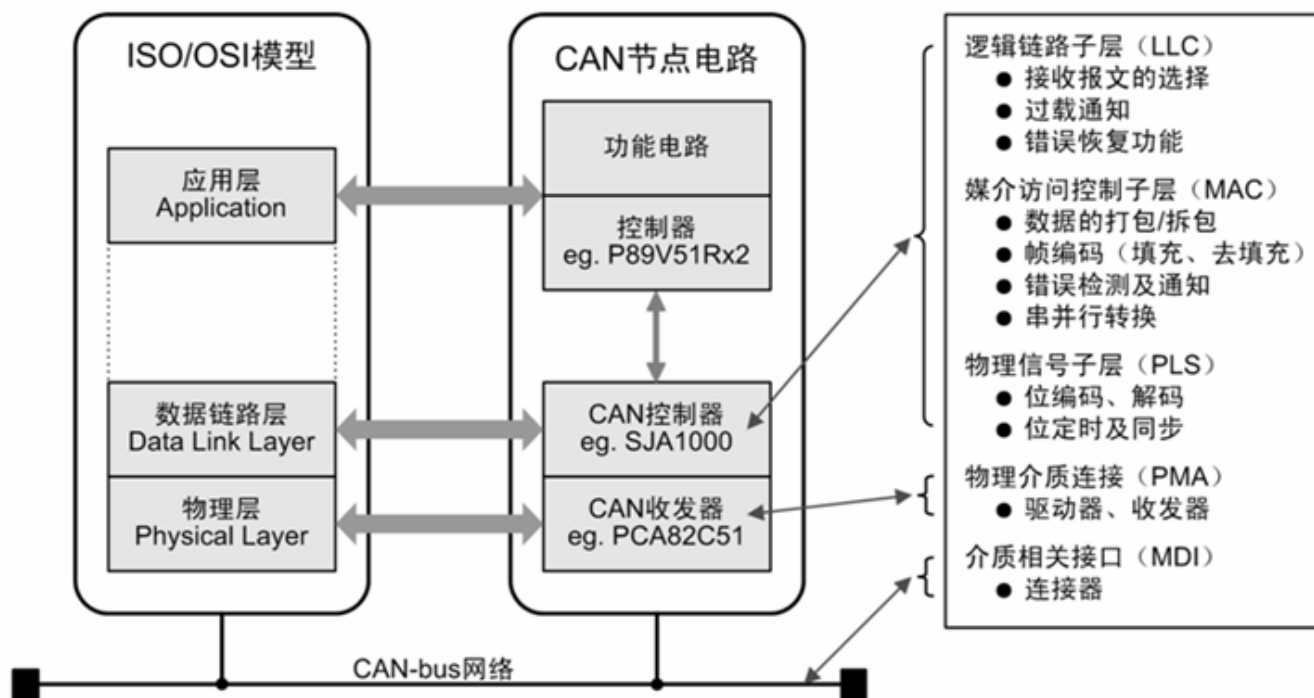 ISO/OSI模型
应用层
Application
数据链路层
Data Link Layer
物理层
Physical Layer
CAN节点电路
功能电路
控制器
eg. P89V51Rx2
CAN控制器
eg. SJA1000
CAN收发器
eg. PCA82C51
逻辑链路子层（LLC）
● 接收报文的选择
● 过载通知
● 错误恢复功能
媒介访问控制子层（MAC）
● 数据的打包/拆包
● 帧编码（填充、去填充）
● 错误检测及通知
● 串并行转换
物理信号子层（PLS）
● 位编码、解码
● 位定时及同步
物理介质连接（PMA）
● 驱动器、收发器
介质相关接口（MDI）
● 连接器
CAN-bus网络